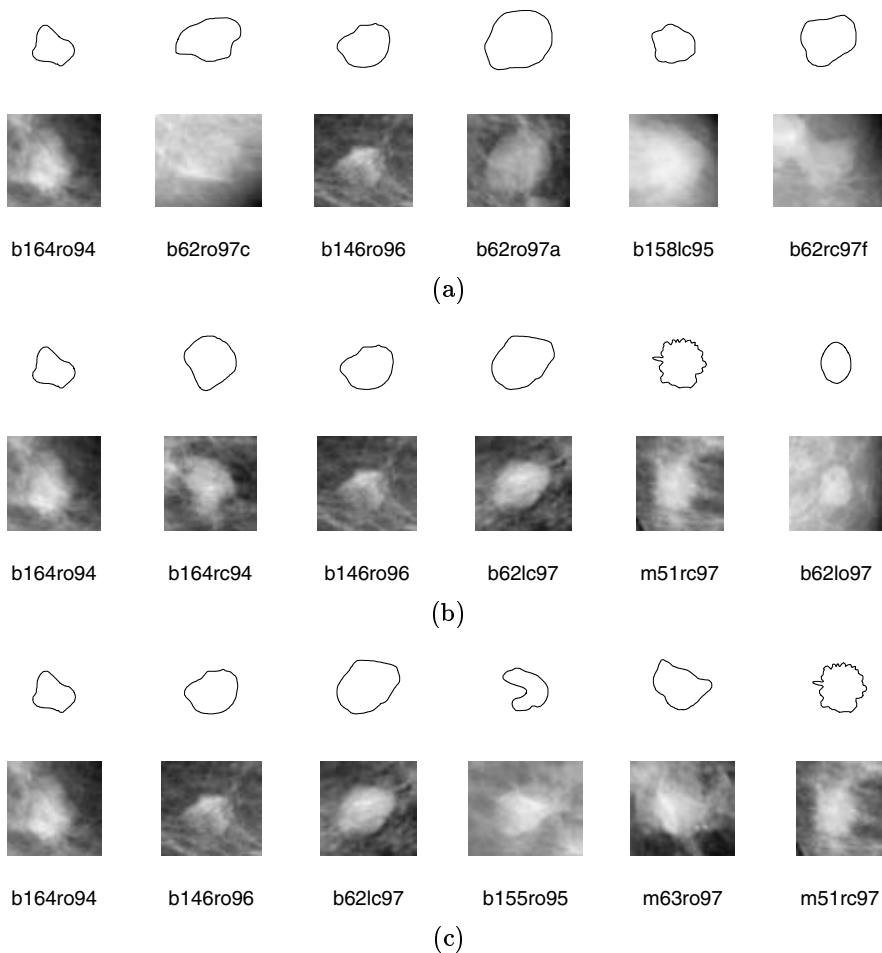 b164ro94 b62ro97c b146ro96 b62ro97a b158lc95 b62rc97f
(a)
b164ro94 b164rc94 b146ro96 b62lc97 m51rc97 b62lo97
(b)
b164ro94 b146ro96 b62lc97 b155ro95 m63ro97 m51rc97
(c)